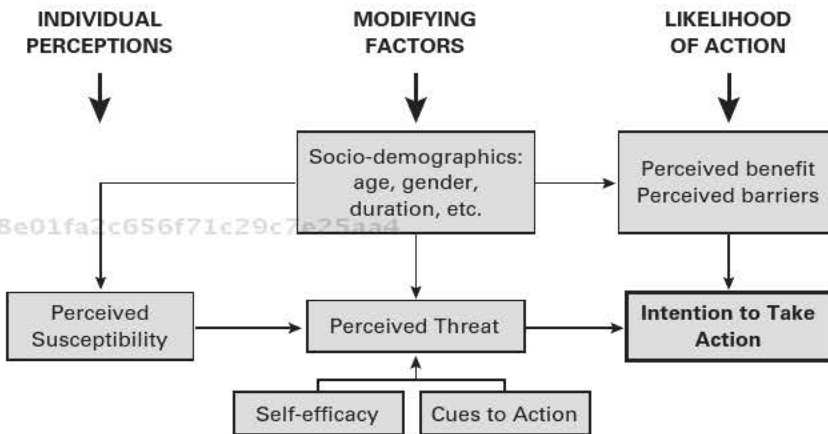 INDIVIDUAL
PERCEPTIONS
MODIFYING
FACTORS
LIKELIHOOD
OF ACTION
Socio-demographics:
age, gender,
duration, etc.
Perceived benefit
Perceived barriers
8e01fa2c656f71c29c7e25aa4
Perceived
Susceptibility
Perceived Threat
Intention to Take
Action
Self-efficacy
Cues to Action